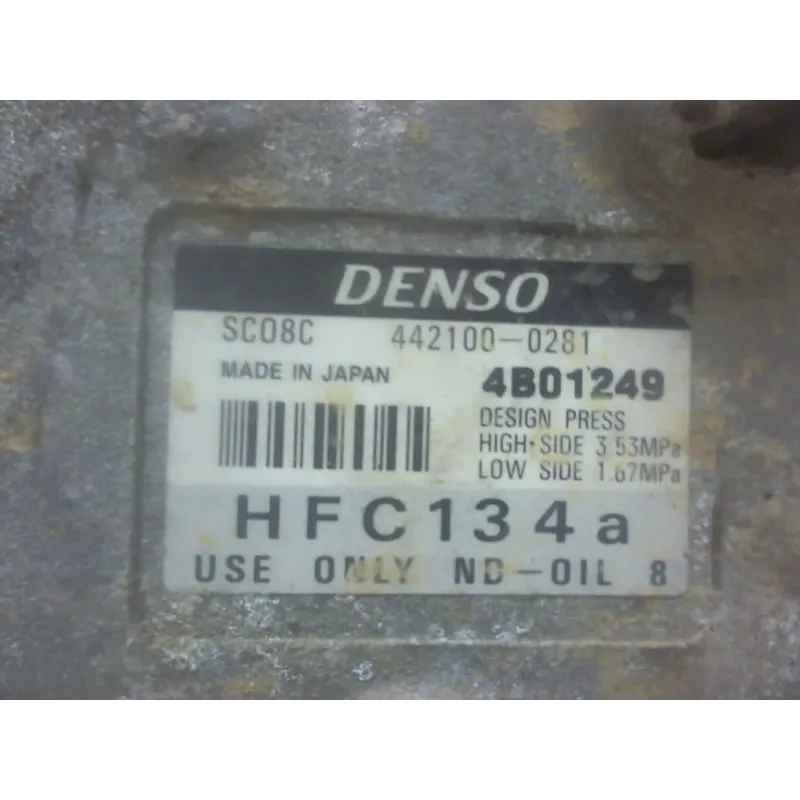 DENSO
SC08C 442100-0281
MADE IN JAPAN 4B01249
DESIGN PRESS
HIGH·SIDE 3.53MPa
LOW SIDE 1.67MPa
HFC134a
USE ONLY ND-OIL 8